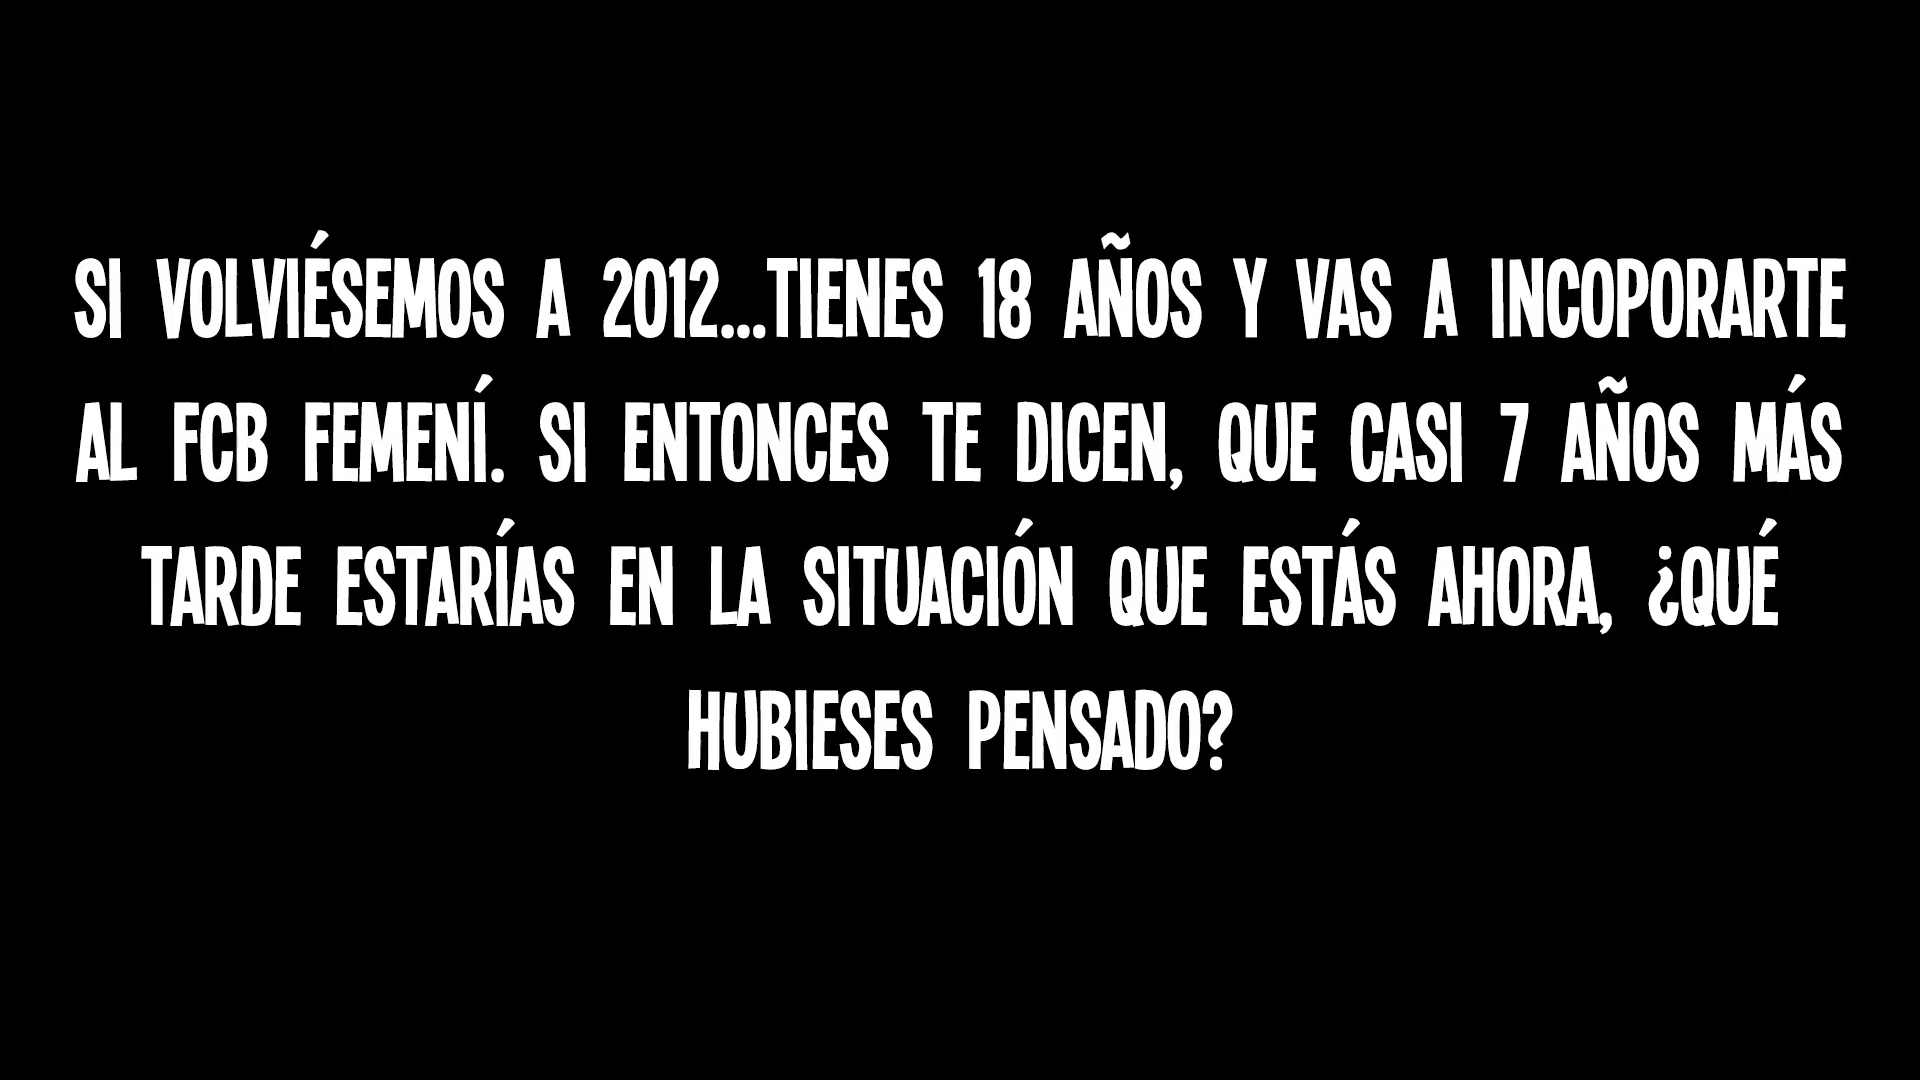 SI VOLVIÉSEMOS A 2012...TIENES 18 AÑOS Y VAS A INCOPORARTE
AL FCB FEMENÍ. SI ENTONCES TE DICEN, QUE CASI 7 AÑOS MÁS
TARDE ESTARÍAS EN LA SITUACIÓN QUE ESTÁS AHORA, ¿QUÉ
HUBIESES PENSADO?